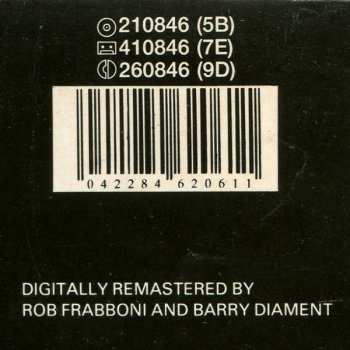 210846 (5B)
410846 (7E)
260846 (9D)
042284 620611
DIGITALLY REMASTERED BY
ROB FRABBONI AND BARRY DIAMENT